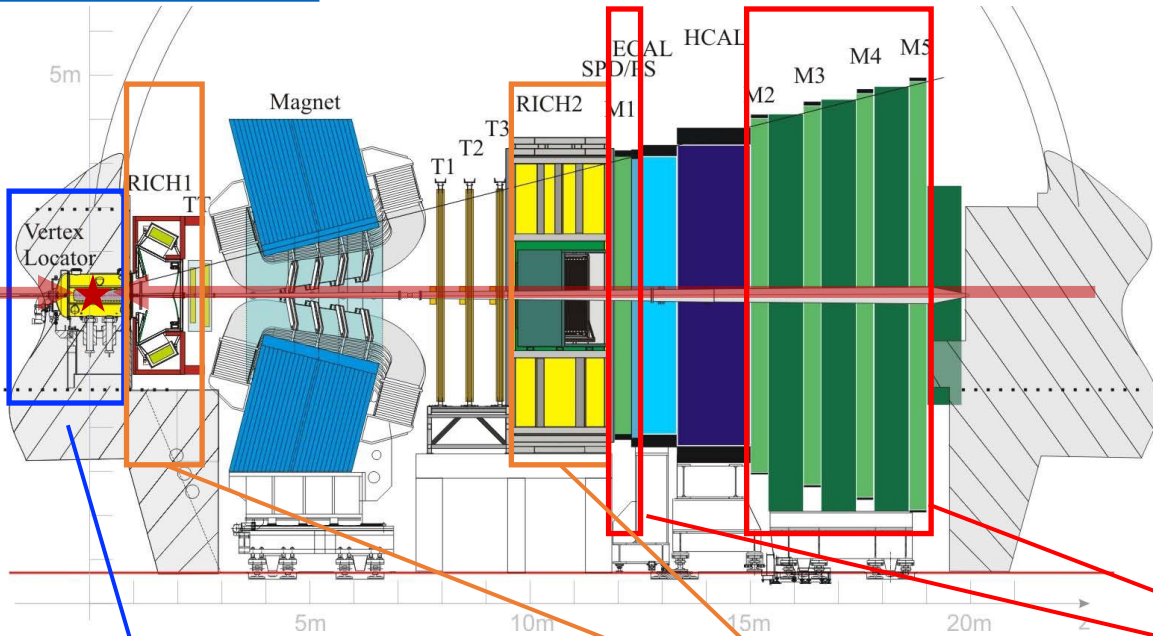 5m
Vertex
Locator
RICH1
TT
Magnet
T1
T2
T3
RICH2
SPD/PS
ECAL
M1
HCAL
M2
M3
M4
M5
5m
10m
15m
20m
z